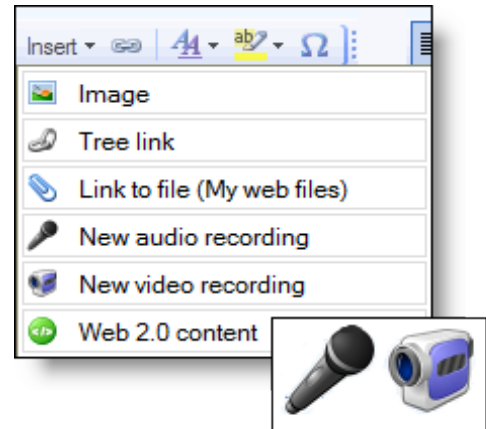 Insert
Image
Tree link
Link to file (My web files)
New audio recording
New video recording
Web 2.0 content